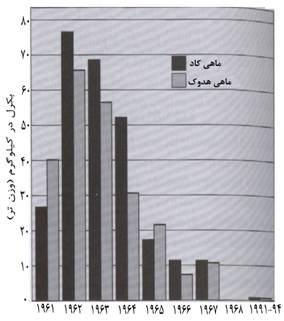 ماهی کاد
ماهی هدوک
بکرل در کیلوگرم (وزن تر)
۸۰
۷۰
۶۰
۵۰
۴۰
۳۰
۲۰
۱۰
۰
۱۹۶۱ ۱۹۶۲ ۱۹۶۳ ۱۹۶۴ ۱۹۶۵ ۱۹۶۶ ۱۹۶۷ ۱۹۶۸ ۱۹۹۱-۹۴